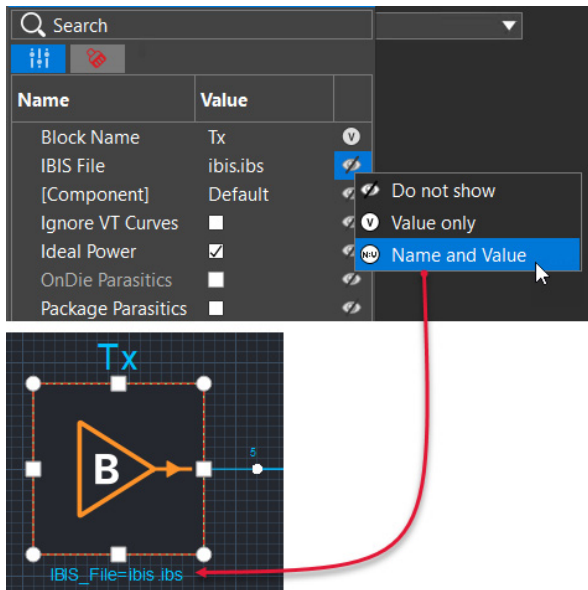 Search
Name Value
Block Name Tx V
IBIS File ibis.ibs
[Component] Default
Ignore VT Curves
Ideal Power
OnDie Parasitics
Package Parasitics
Do not show
V Value only
N:V Name and Value
Tx
B
5
IBIS_File=ibis.ibs